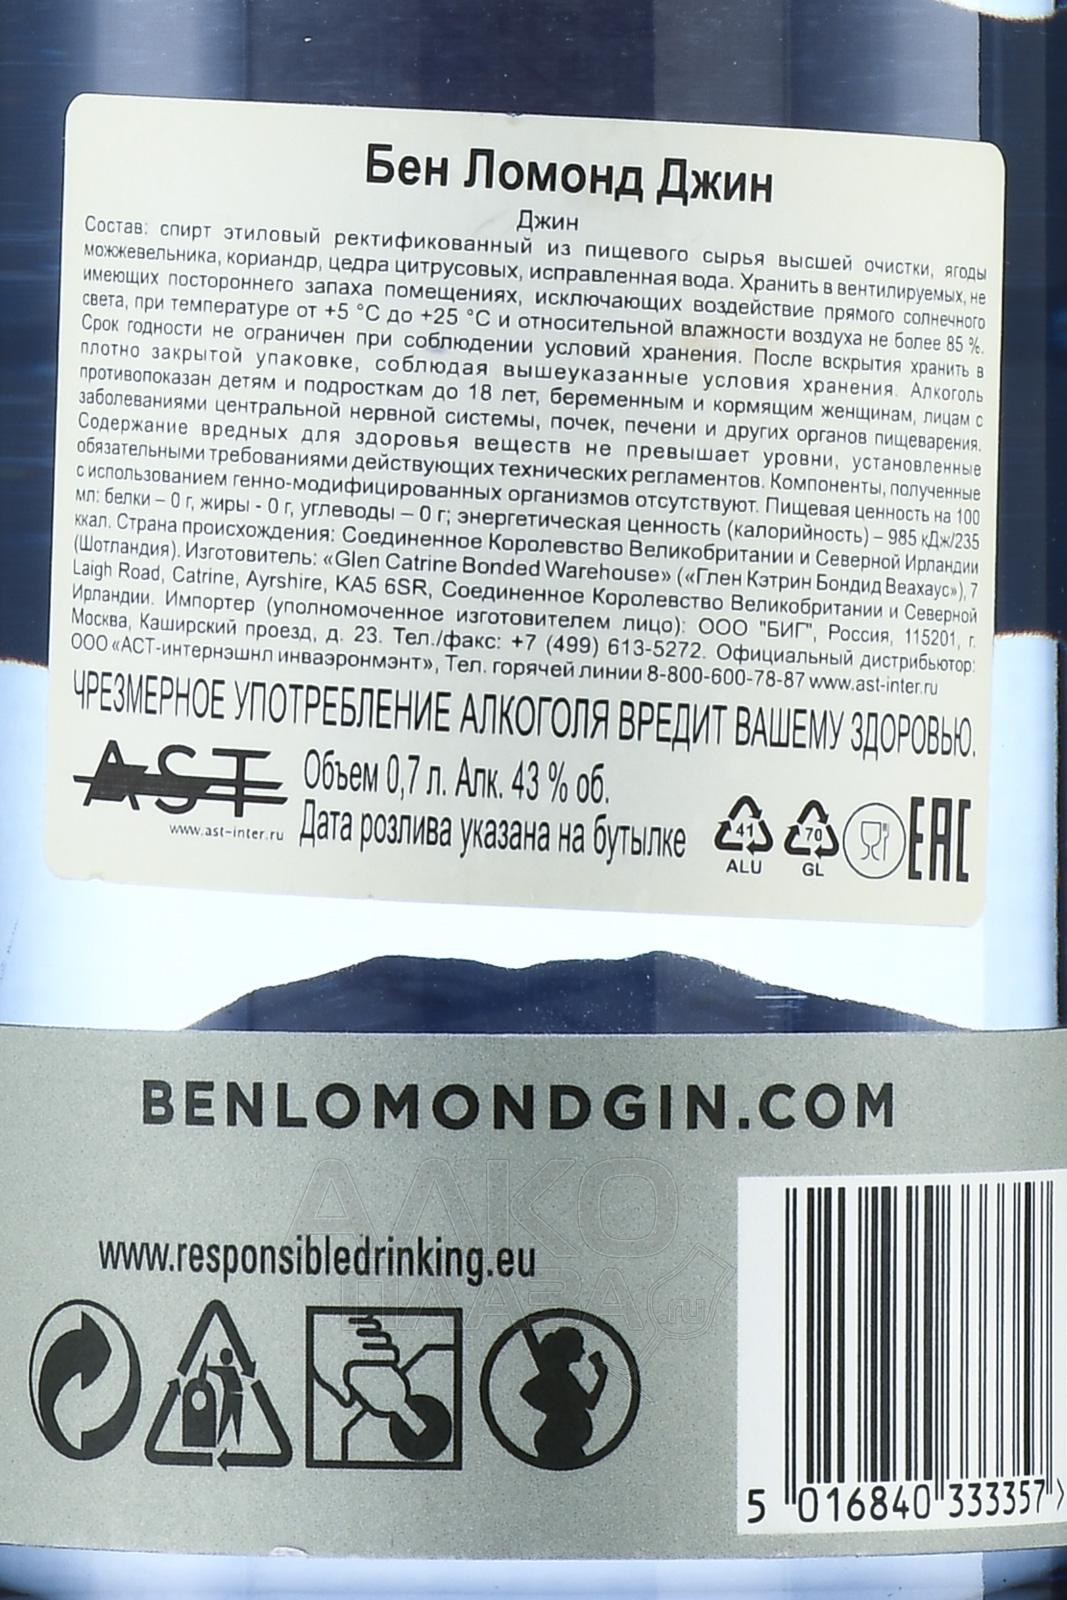 Бен Ломонд Джин
Джин
Состав: спирт этиловый ректификованный из пищевого сырья высшей очистки, ягоды
можжевельника, кориандр, цедра цитрусовых, исправленная вода. Хранить в вентилируемых, не
имеющих постороннего запаха помещениях, исключающих воздействие прямого солнечного
света, при температуре от +5 °С до +25 °С и относительной влажности воздуха не более 85 %.
Срок годности не ограничен при соблюдении условий хранения. После вскрытия хранить в
плотно закрытой упаковке, соблюдая вышеуказанные условия хранения. Алкоголь
противопоказан детям и подросткам до 18 лет, беременным и кормящим женщинам, лицам с
заболеваниями центральной нервной системы, почек, печени и других органов пищеварения.
Содержание вредных для здоровья веществ не превышает уровни, установленные
обязательными требованиями действующих технических регламентов. Компоненты, полученные
с использованием генно-модифицированных организмов отсутствуют. Пищевая ценность на 100
мл: белки – 0 г, жиры - 0 г, углеводы – 0 г; энергетическая ценность (калорийность) – 985 кДж/235
ккал. Страна происхождения: Соединенное Королевство Великобритании и Северной Ирландии
(Шотландия). Изготовитель: «Glen Catrine Bonded Warehouse» («Глен Кэтрин Бондид Веахаус»), 7
Laigh Road, Catrine, Ayrshire, KA5 6SR, Соединенное Королевство Великобритании и Северной
Ирландии. Импортер (уполномоченное изготовителем лицо): ООО "БИГ", Россия, 115201, г.
Москва, Каширский проезд, д. 23. Тел./факс: +7 (499) 613-5272. Официальный дистрибьютор:
ООО «АСТ-интернэшнл инваэронмэнт», Тел. горячей линии 8-800-600-78-87 www.ast-inter.ru
ЧРЕЗМЕРНОЕ УПОТРЕБЛЕНИЕ АЛКОГОЛЯ ВРЕДИТ ВАШЕМУ ЗДОРОВЬЮ.
AST
www.ast-inter.ru
Объем 0,7 л. Алк. 43 % об.
Дата розлива указана на бутылке
41
ALU
70
GL
EAC
BENLOMONDGIN.COM
АЛКО
ПЛАЗА
.ru
www.responsibledrinking.eu
5 016840 333357 >